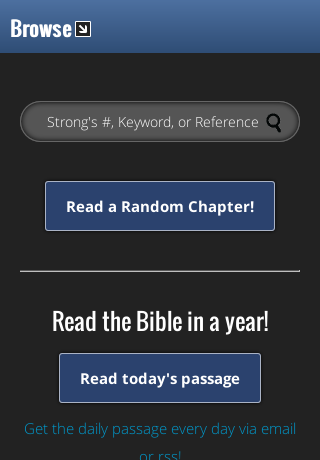 Browse
Strong's #, Keyword, or Reference
Read a Random Chapter!
Read the Bible in a year!
Read today's passage
Get the daily passage every day via email
or rss!